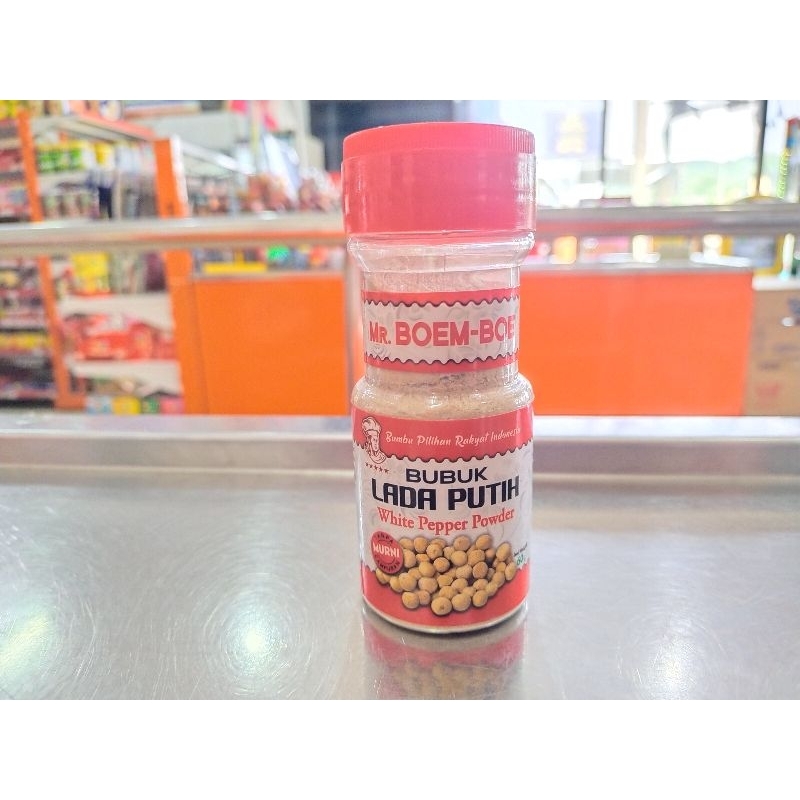 Mr. BOEM-BOE
Bumbu Pilihan Rakyat Indonesia
BUBUK
LADA PUTIH
White Pepper Powder
MURNI